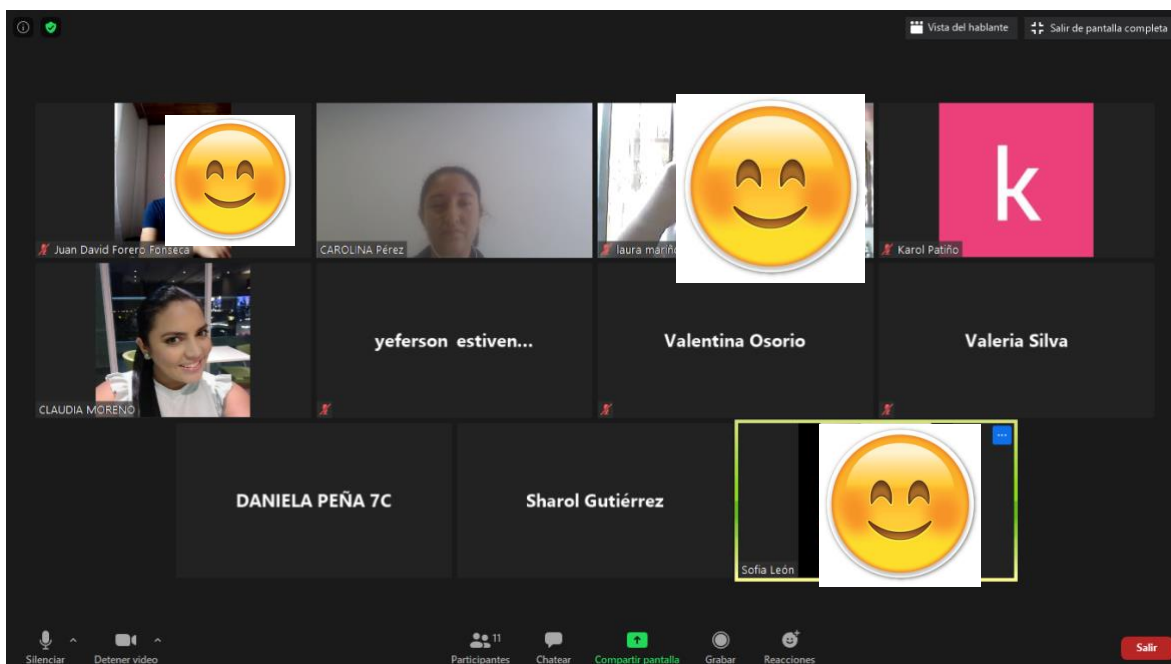 Vista del hablante
Salir de pantalla completa
Juan David Forero Fonseca
CAROLINA Pérez
laura mariño
k
Karol Patiño
CLAUDIA MORENO
yeferson estiven...
Valentina Osorio
Valeria Silva
DANIELA PEÑA 7C
Sharol Gutiérrez
Sofia León
Silenciar
Detener video
11
Participantes
Chatear
Compartir pantalla
Grabar
Reacciones
Salir